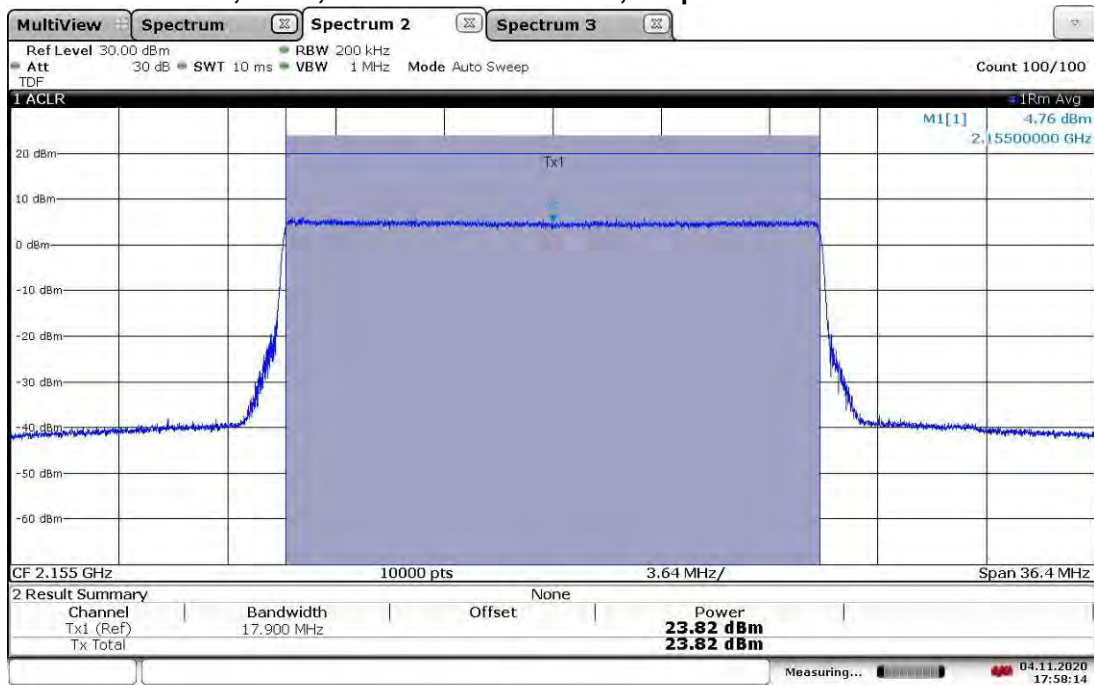 MultiView Spectrum Spectrum 2 Spectrum 3
Ref Level 30.00 dBm RBW 200 kHz
Att 30 dB SWT 10 ms VBW 1 MHz Mode Auto Sweep Count 100/100
TDF
1 ACLR 1Rm Avg
M1[1] 4.76 dBm
2.15500000 GHz
20 dBm
Tx1
10 dBm
0 dBm
-10 dBm
-20 dBm
-30 dBm
-40 dBm
-50 dBm
-60 dBm
CF 2.155 GHz 10000 pts 3.64 MHz/ Span 36.4 MHz
2 Result Summary None
Channel Bandwidth Offset Power
Tx1 (Ref) 17.900 MHz 23.82 dBm
Tx Total 23.82 dBm
Measuring... 04.11.2020
17:58:14